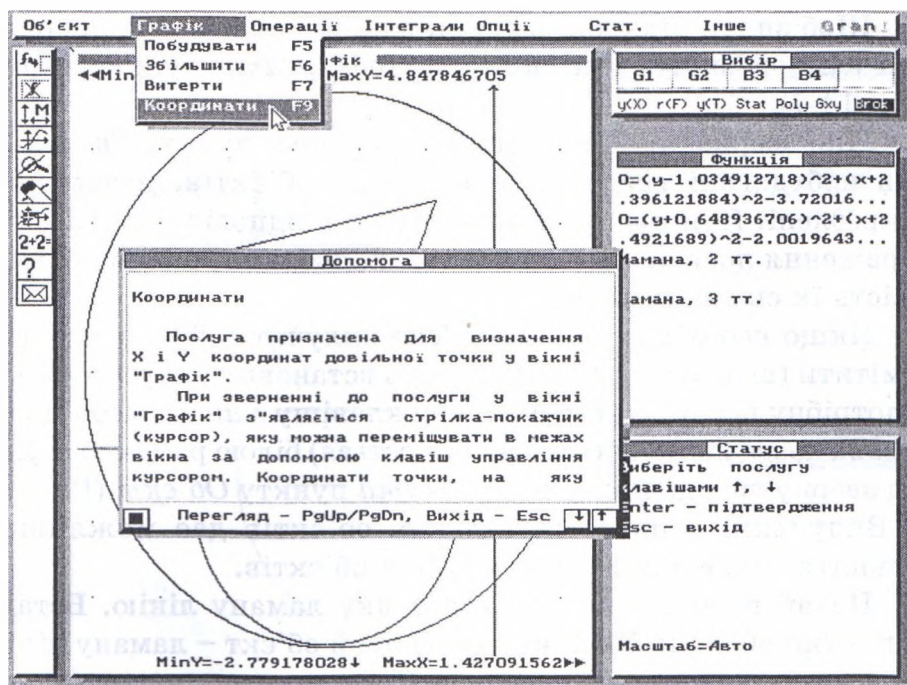 Об'єкт Графік Операції Інтеграли Опції Стат. Інше Gran1
Побудувати F5
Збільшити F6
Витерти F7
Координати F9
фік
◄◄Min MaxY=4.847846705
Вибір
G1 G2 B3 B4
y(X) r(F) y(T) Stat Poly Gxy Brok
Функція
0=(y-1.034912718)^2+(x+2
.396121884)^2-3.72016...
0=(y+0.648936706)^2+(x+2
.4921689)^2-2.0019643...
Ламана, 2 тт.
Ламана, 3 тт.
2+2=
?
Допомога
Координати
Послуга призначена для визначення
X і Y координат довільної точки у вікні
"Графік".
При зверненні до послуги у вікні
"Графік" з'являється стрілка-покажчик
(курсор), яку можна переміщувати в межах
вікна за допомогою клавіш управління
курсором. Координати точки, на яку
Перегляд - PgUp/PgDn, Вихід - Esc ↓ ↑
Статус
Виберіть послугу
клавішами ↑, ↓
Enter - підтвердження
Esc - вихід
Масштаб=Авто
MinY=-2.779178028↓ MaxX=1.427091562►►